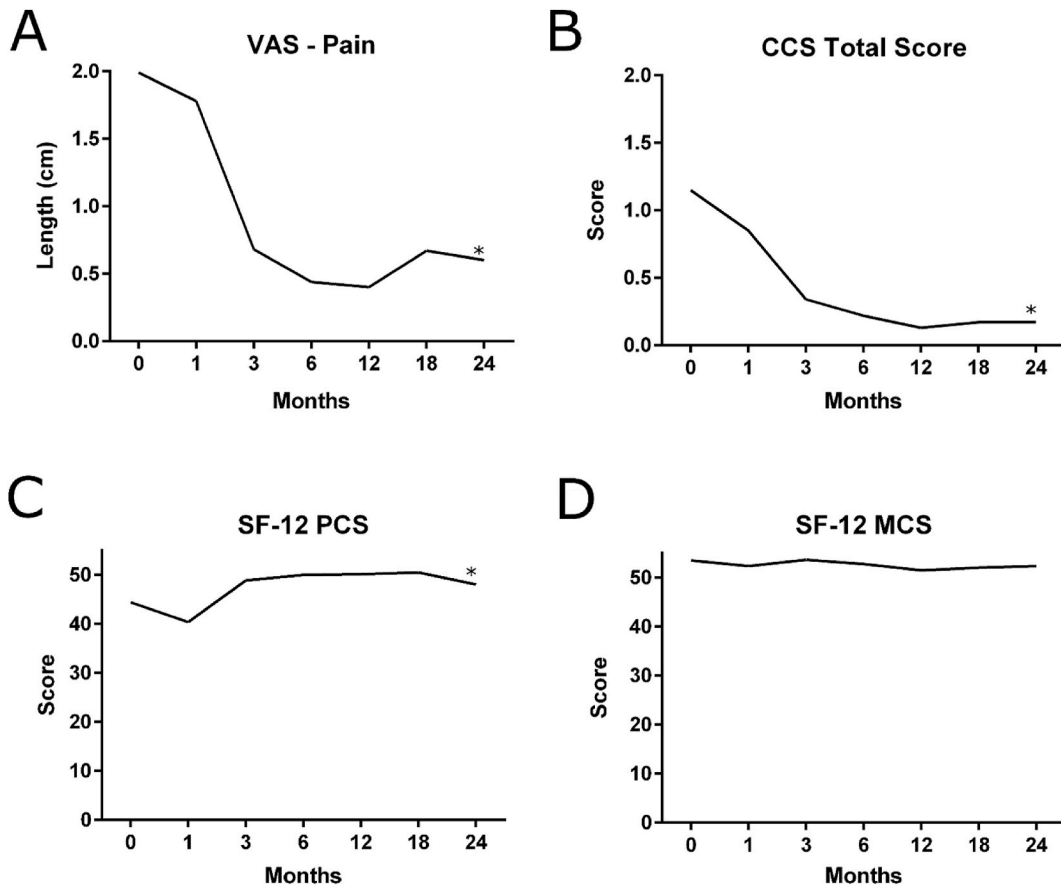 A
VAS - Pain
2.0
1.5
1.0
0.5
0.0
Length (cm)
*
0 1 3 6 12 18 24
Months
B
CCS Total Score
2.0
1.5
1.0
0.5
0.0
Score
*
0 1 3 6 12 18 24
Months
C
SF-12 PCS
50
40
30
20
10
0
Score
*
0 1 3 6 12 18 24
Months
D
SF-12 MCS
50
40
30
20
10
0
Score
0 1 3 6 12 18 24
Months